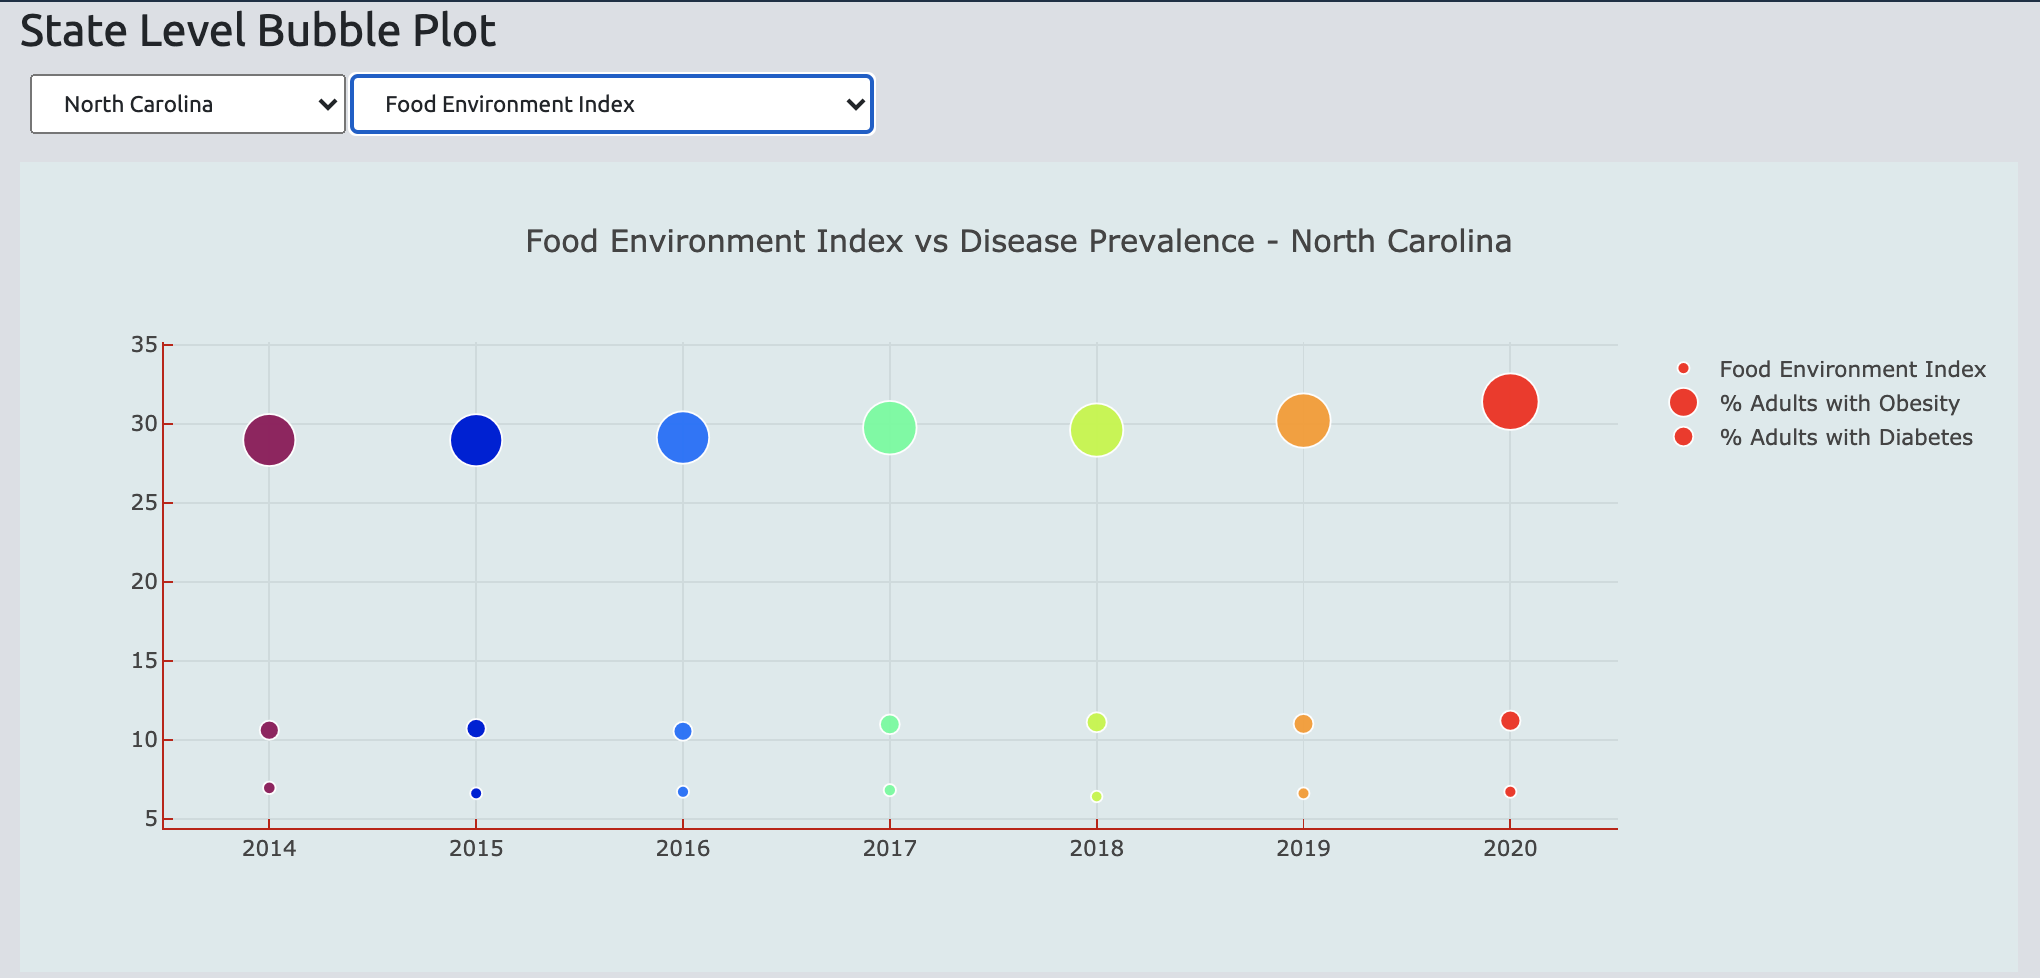 State Level Bubble Plot
North Carolina
Food Environment Index
Food Environment Index vs Disease Prevalence - North Carolina
35
30
25
20
15
10
5
2014 2015 2016 2017 2018 2019 2020
Food Environment Index
% Adults with Obesity
% Adults with Diabetes